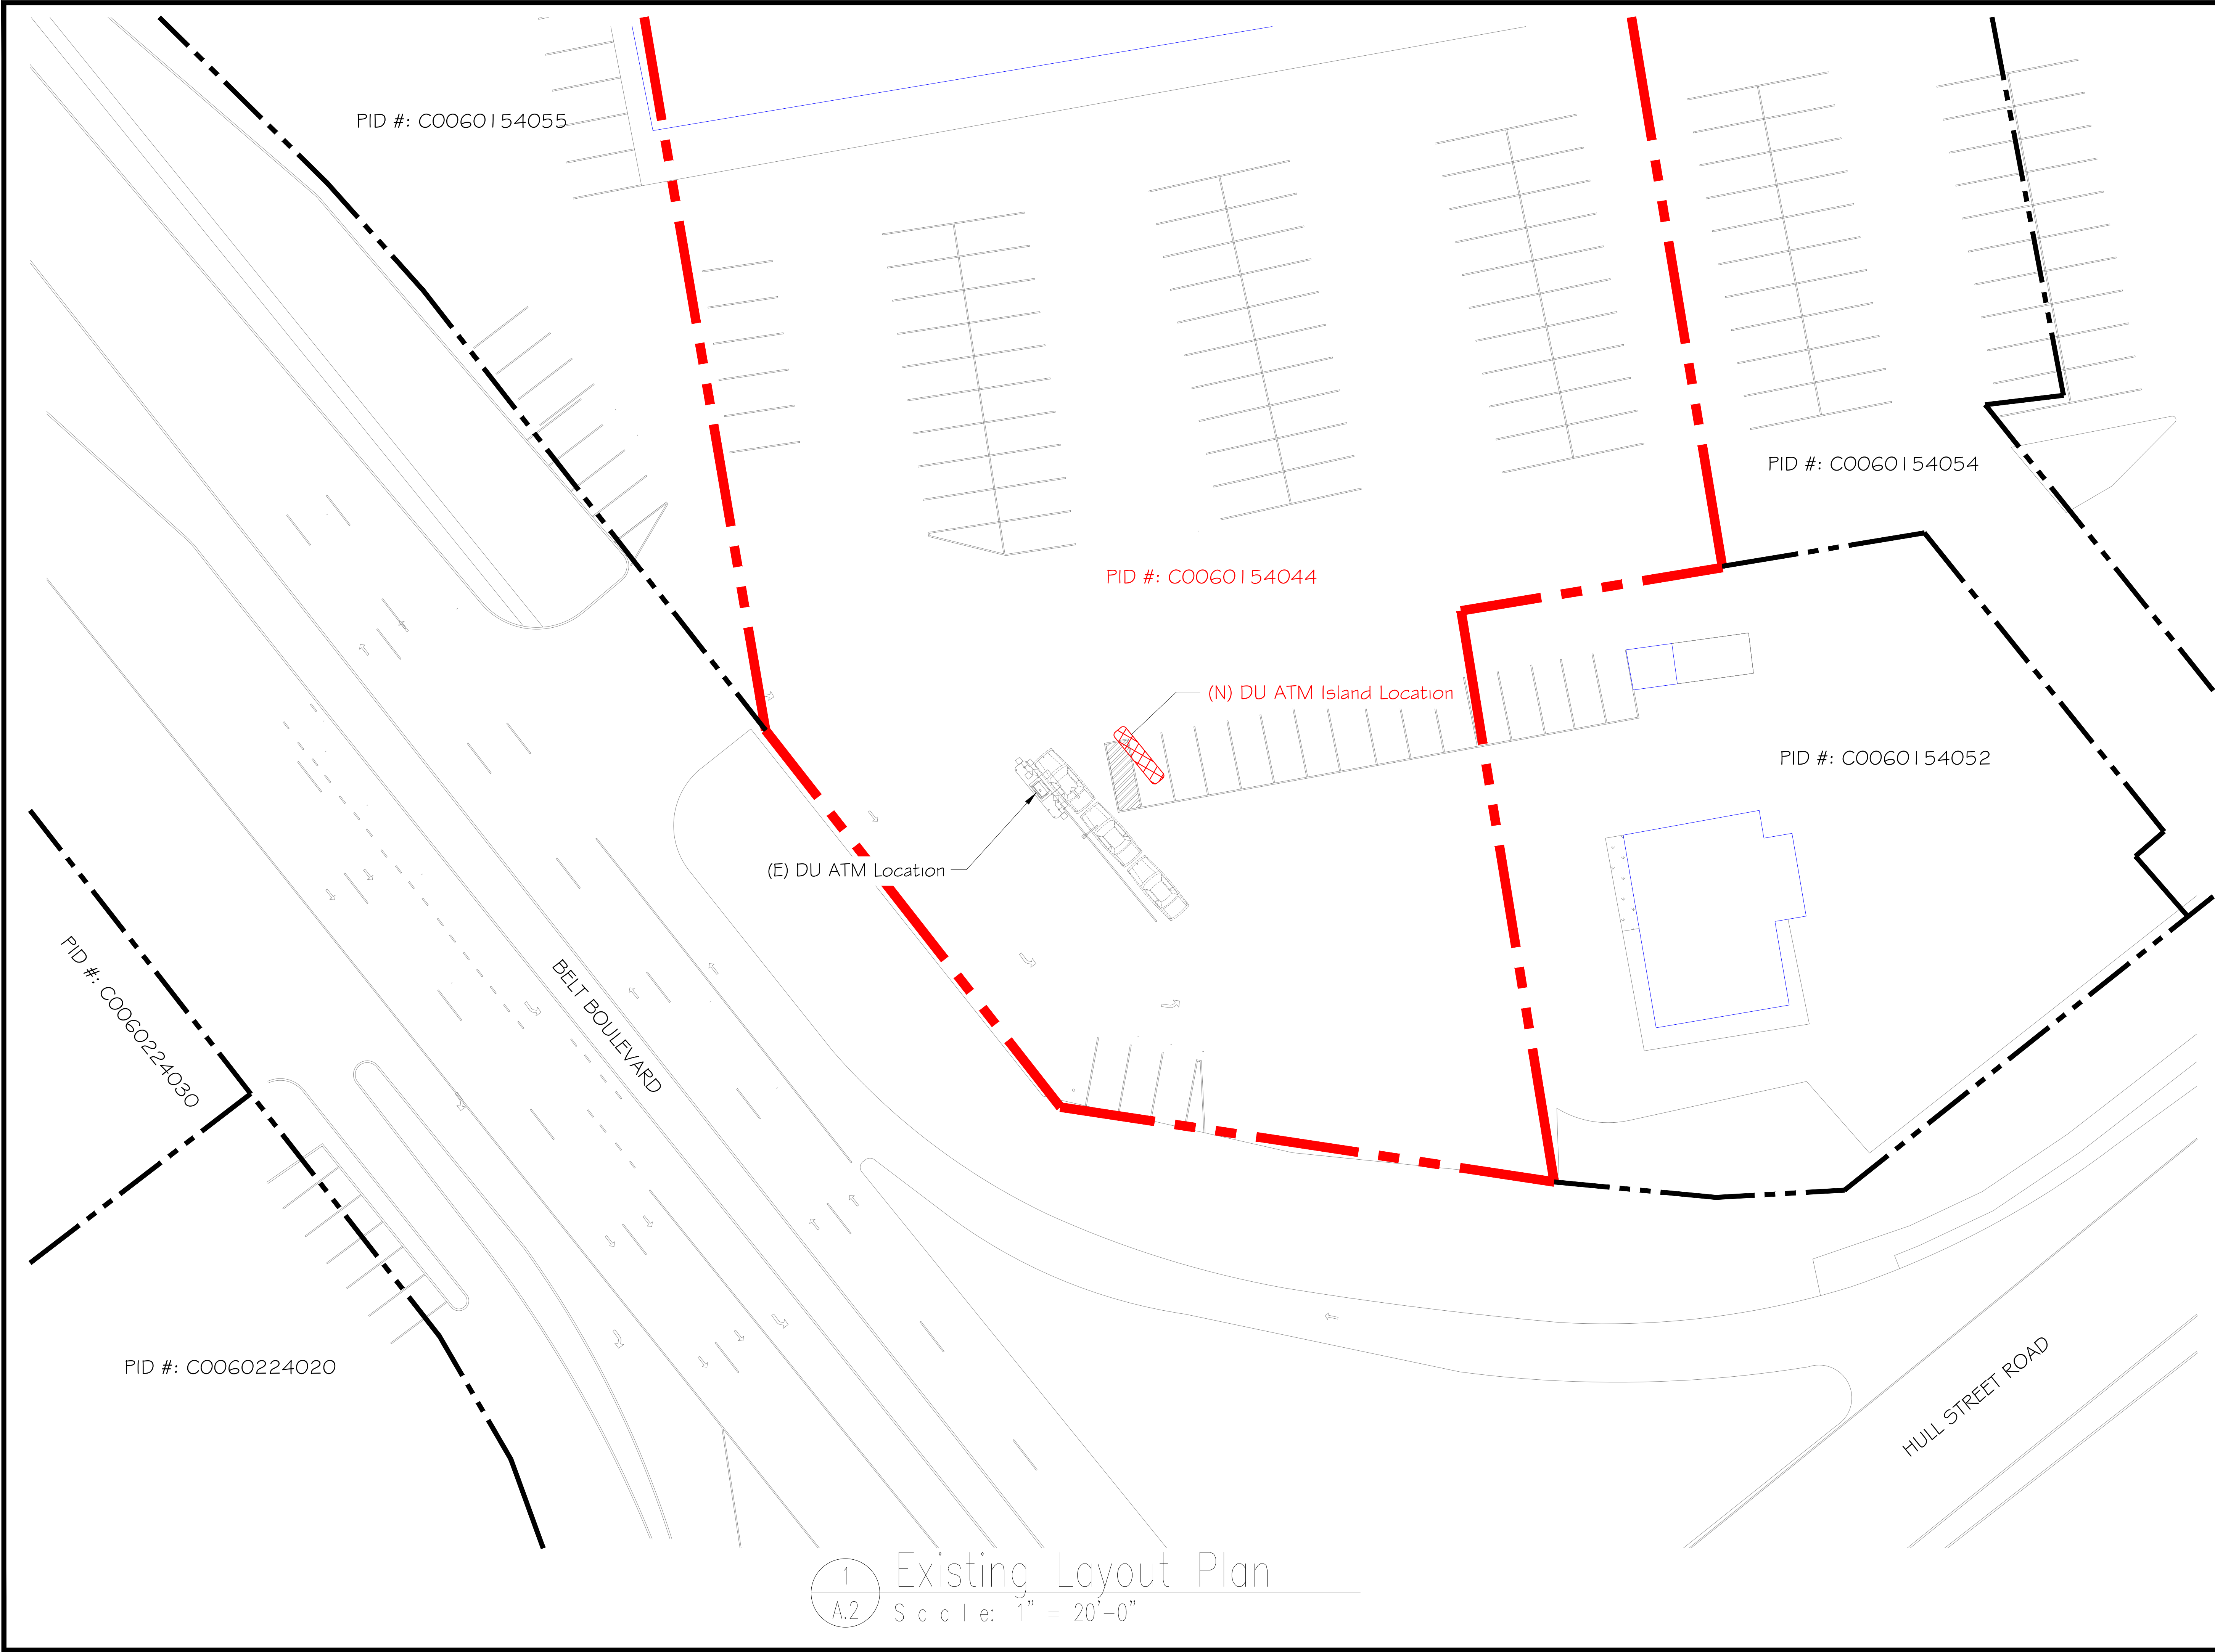 PID #: C0060154055
PID #: C0060154054
PID #: C0060154044
(N) DU ATM Island Location
PID #: C0060154052
(E) DU ATM Location
PID #: C0060224030
BELT BOULEVARD
PID #: C0060224020
HULL STREET ROAD
1
A.2
Existing Layout Plan
Scale: 1" = 20'-0"